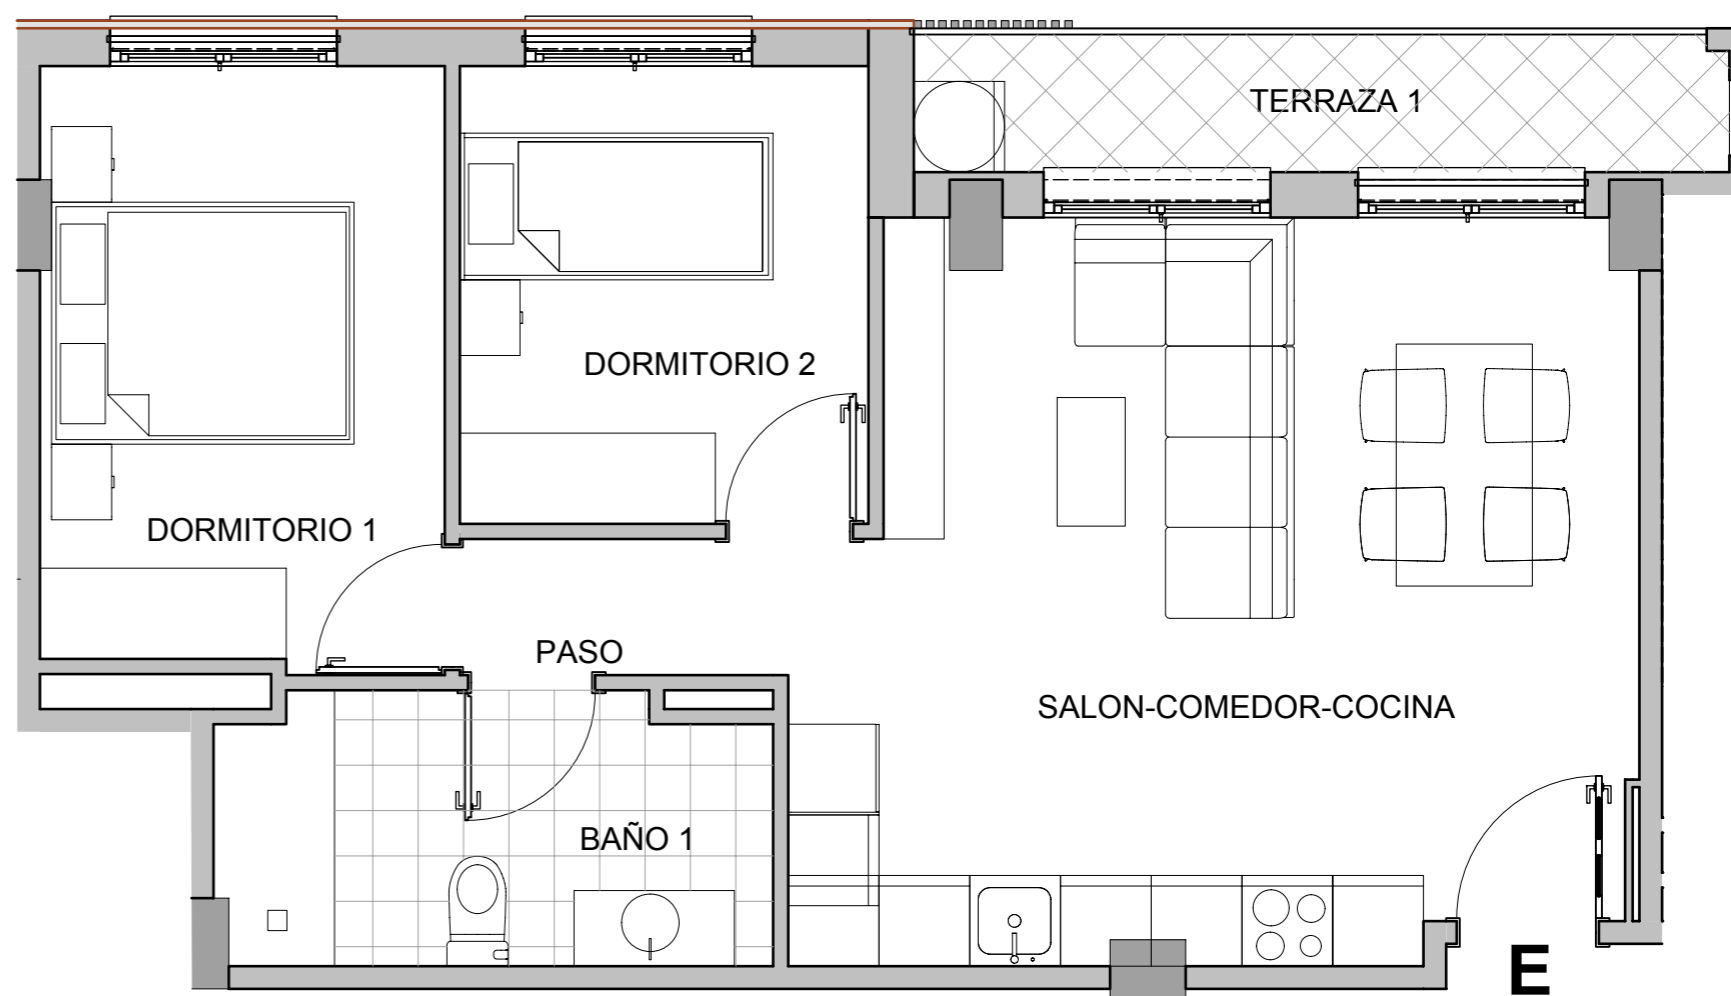 TERRAZA 1
DORMITORIO 2
DORMITORIO 1
PASO
SALON-COMEDOR-COCINA
BAÑO 1
E